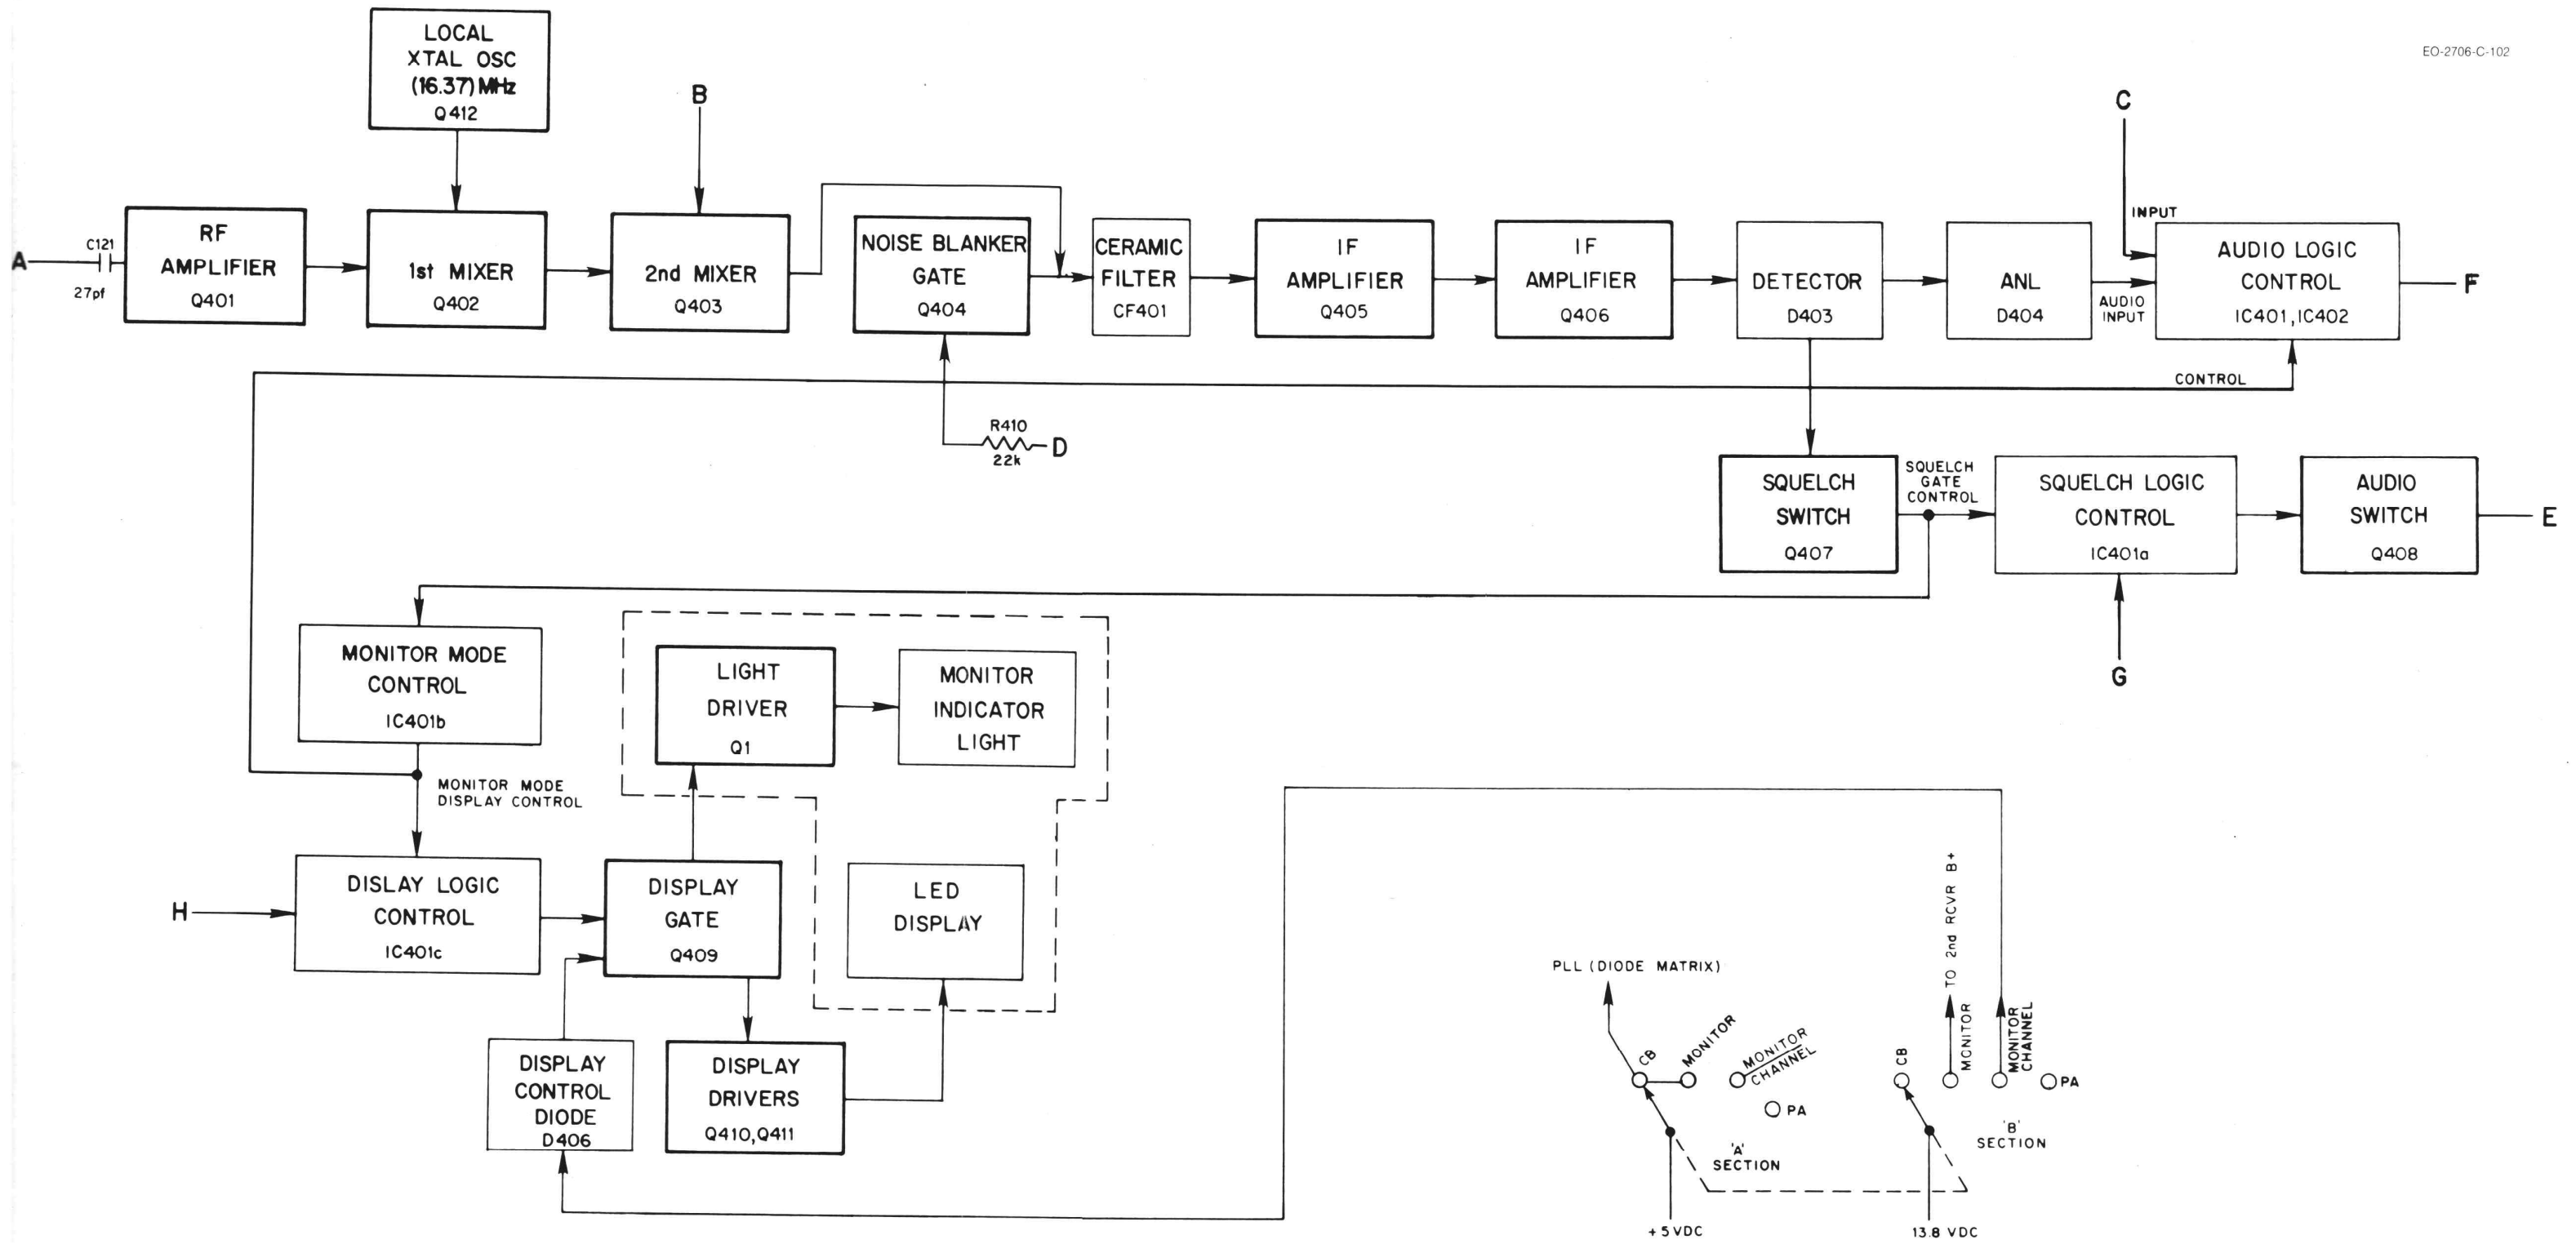 EO-2706-C-102
LOCAL
XTAL OSC
(16.37) MHz
Q412
B
C
A
C121
27pf
RF
AMPLIFIER
Q401
1st MIXER
Q402
2nd MIXER
Q403
NOISE BLANKER
GATE
Q404
CERAMIC
FILTER
CF401
IF
AMPLIFIER
Q405
IF
AMPLIFIER
Q406
DETECTOR
D403
ANL
D404
INPUT
AUDIO
INPUT
AUDIO LOGIC
CONTROL
IC401, IC402
F
CONTROL
R410
22k
D
SQUELCH
SWITCH
Q407
SQUELCH
GATE
CONTROL
SQUELCH LOGIC
CONTROL
IC401a
AUDIO
SWITCH
Q408
E
G
MONITOR MODE
CONTROL
IC401b
MONITOR MODE
DISPLAY CONTROL
LIGHT
DRIVER
Q1
MONITOR
INDICATOR
LIGHT
H
DISLAY LOGIC
CONTROL
IC401c
DISPLAY
GATE
Q409
LED
DISPLAY
DISPLAY
CONTROL
DIODE
D406
DISPLAY
DRIVERS
Q410, Q411
PLL (DIODE MATRIX)
CB
MONITOR
MONITOR
CHANNEL
PA
'A'
SECTION
+5VDC
TO 2nd RCVR B+
CB
MONITOR
MONITOR
CHANNEL
PA
'B'
SECTION
13.8 VDC